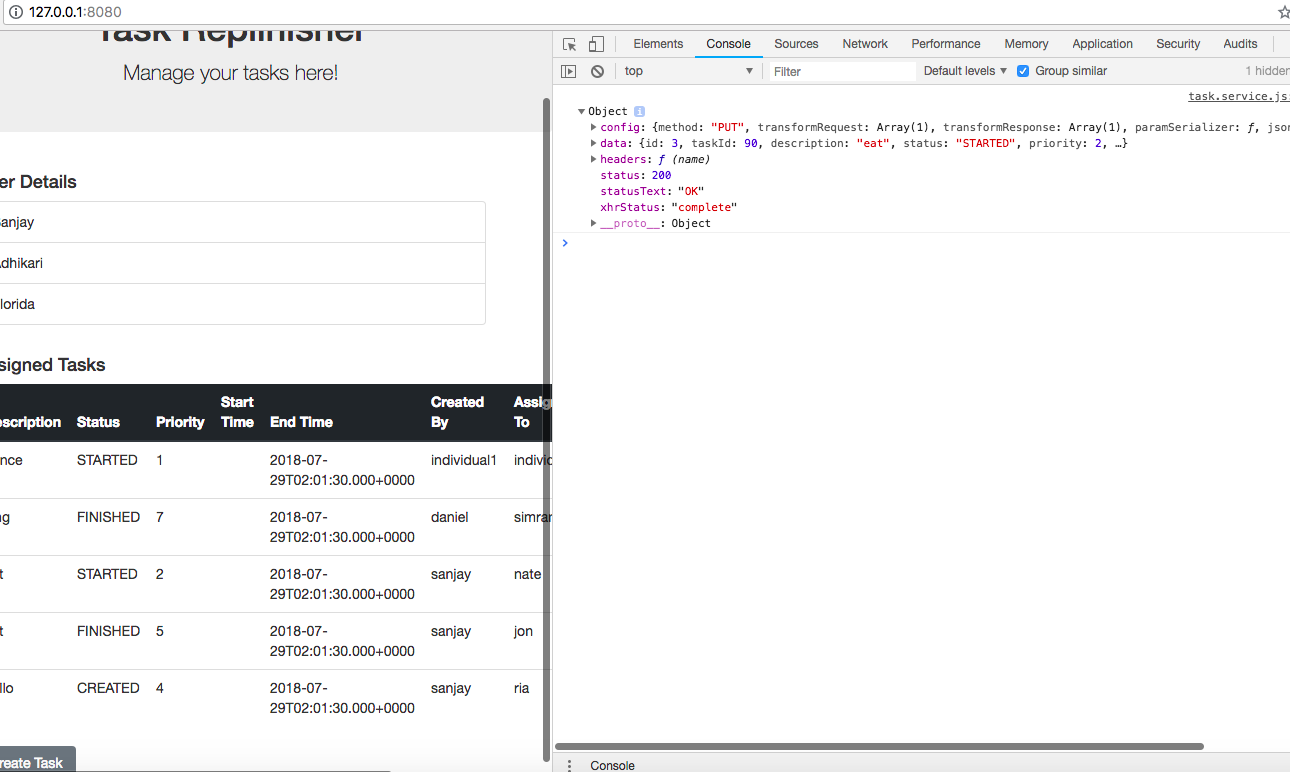 127.0.0.1:8080
Task Replinisher
Manage your tasks here!
er Details
anjay
dhikari
lorida
signed Tasks
escription Status Priority Start Time End Time Created By Assig To
nce STARTED 1 2018-07-29T02:01:30.000+0000 individual1 individ
g FINISHED 7 2018-07-29T02:01:30.000+0000 daniel simran
t STARTED 2 2018-07-29T02:01:30.000+0000 sanjay nate
t FINISHED 5 2018-07-29T02:01:30.000+0000 sanjay jon
llo CREATED 4 2018-07-29T02:01:30.000+0000 sanjay ria
reate Task
Elements Console Sources Network Performance Memory Application Security Audits
top Filter Default levels Group similar 1 hidden
task.service.js:
Object
config: {method: "PUT", transformRequest: Array(1), transformResponse: Array(1), paramSerializer: ƒ, json
data: {id: 3, taskId: 90, description: "eat", status: "STARTED", priority: 2, …}
headers: ƒ (name)
status: 200
statusText: "OK"
xhrStatus: "complete"
__proto__: Object
Console